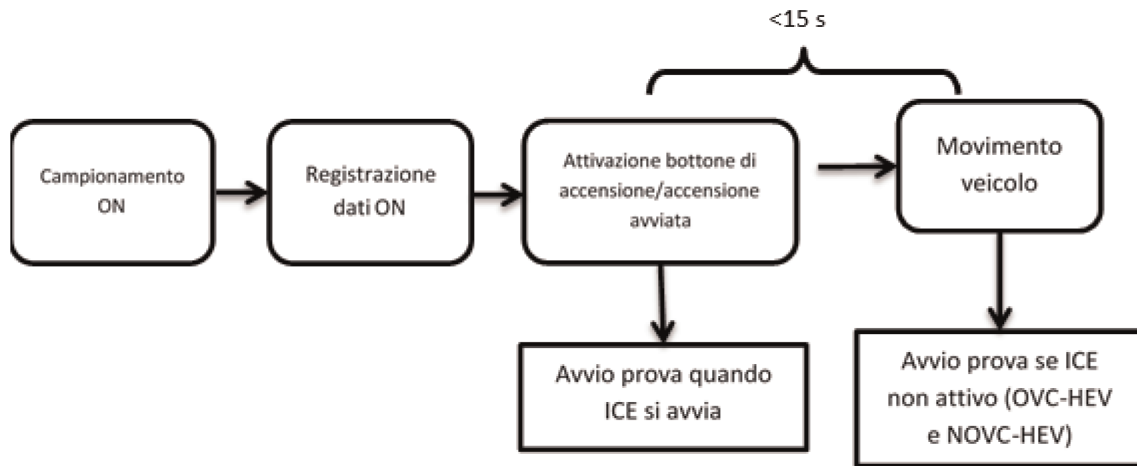 <15 s
Campionamento
ON
Registrazione
dati ON
Attivazione bottone di
accensione/accensione
avviata
Movimento
veicolo
Avvio prova quando
ICE si avvia
Avvio prova se ICE
non attivo (OVC-HEV
e NOVC-HEV)